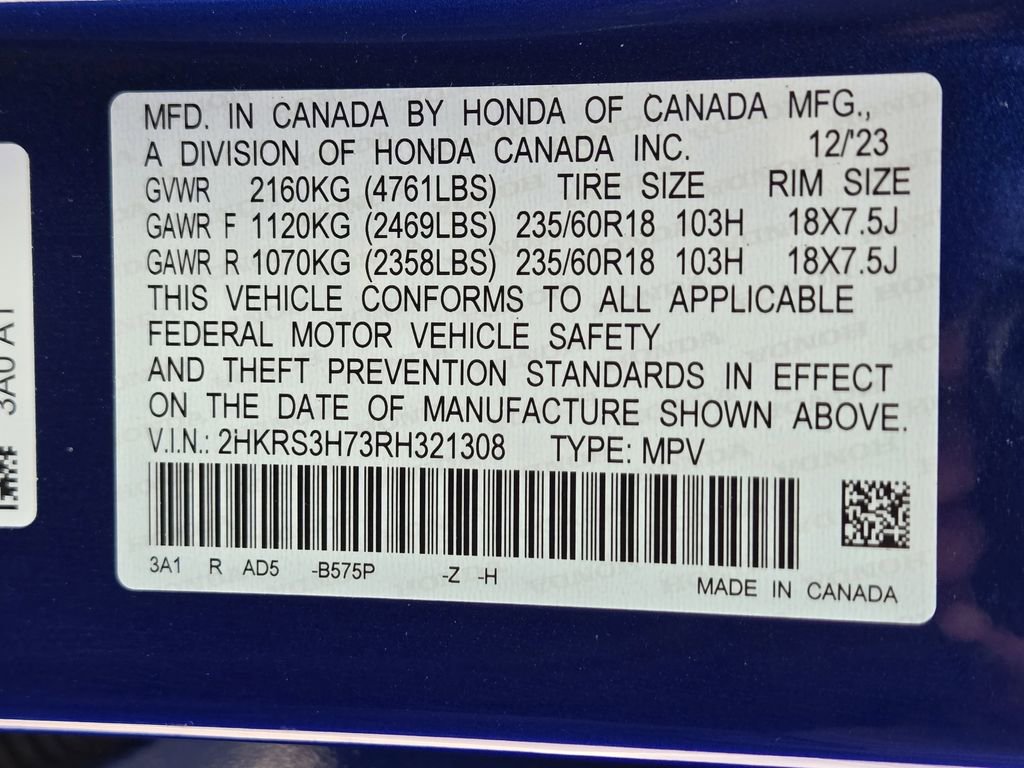 MFD. IN CANADA BY HONDA OF CANADA MFG.,
A DIVISION OF HONDA CANADA INC. 12/'23
GVWR 2160KG (4761LBS) TIRE SIZE RIM SIZE
GAWR F 1120KG (2469LBS) 235/60R18 103H 18X7.5J
GAWR R 1070KG (2358LBS) 235/60R18 103H 18X7.5J
THIS VEHICLE CONFORMS TO ALL APPLICABLE
FEDERAL MOTOR VEHICLE SAFETY
AND THEFT PREVENTION STANDARDS IN EFFECT
ON THE DATE OF MANUFACTURE SHOWN ABOVE.
V.I.N.: 2HKRS3H73RH321308 TYPE: MPV
3A1 R AD5 -B575P -Z -H
MADE IN CANADA
3A0 A1